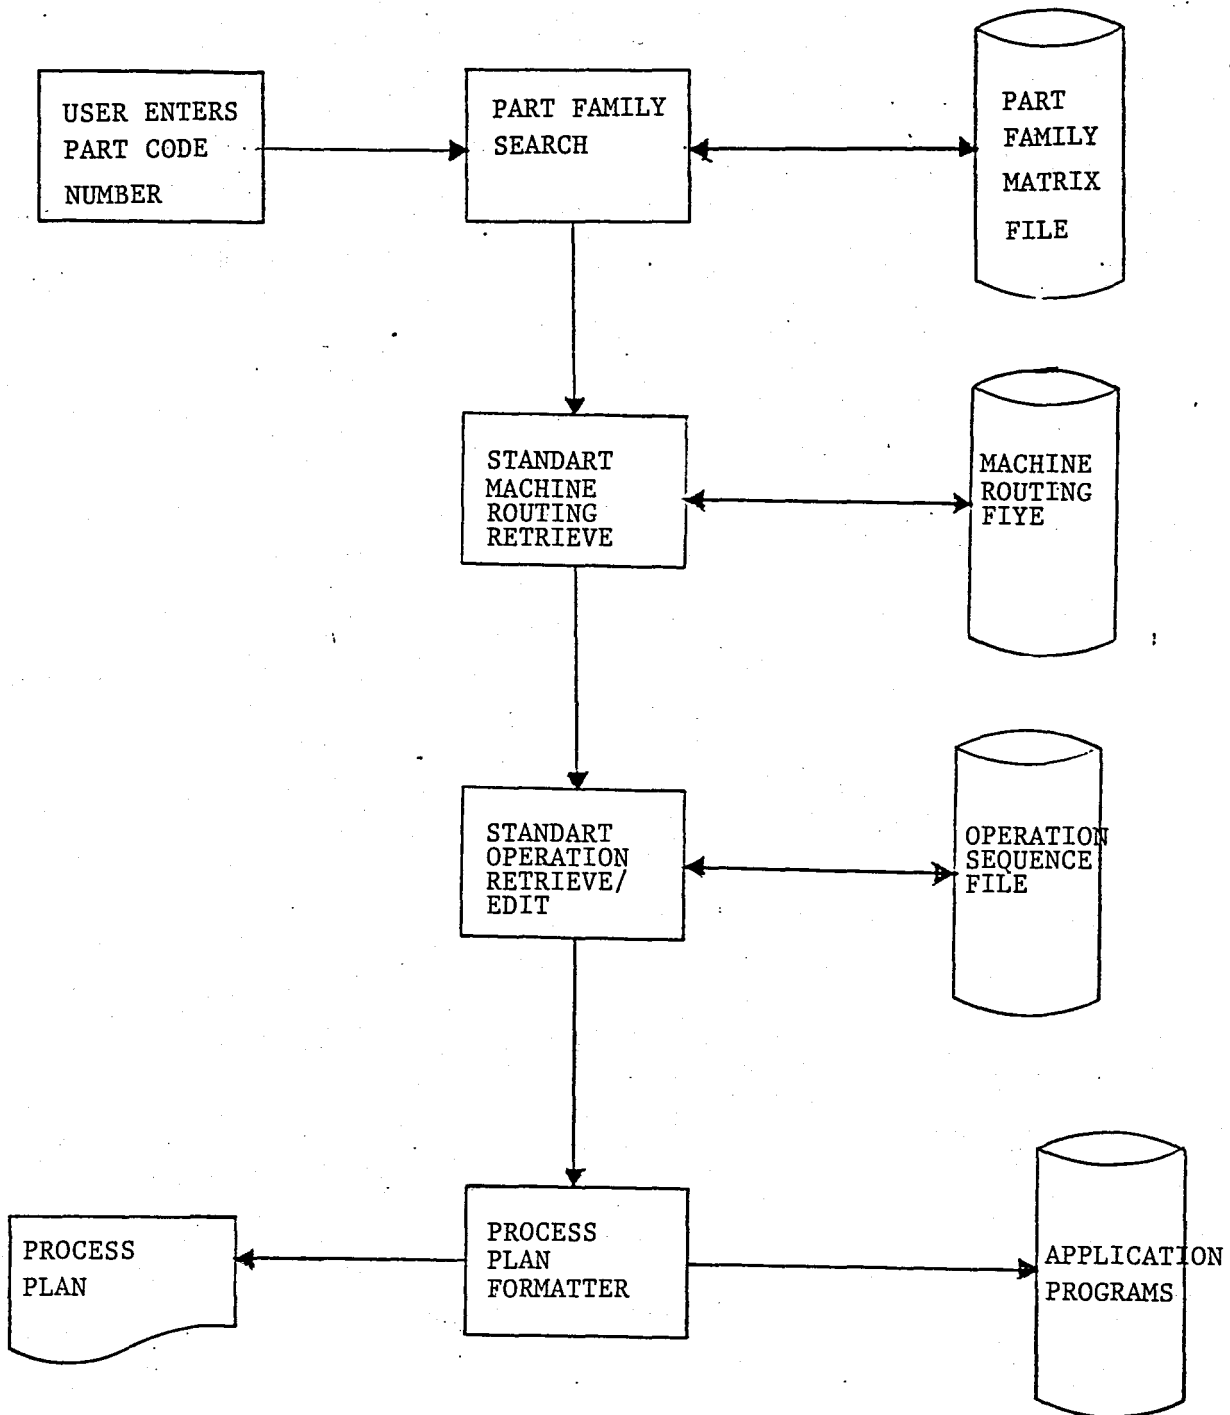 USER ENTERS
PART CODE
NUMBER
PART FAMILY
SEARCH
PART
FAMILY
MATRIX
FILE
STANDART
MACHINE
ROUTING
RETRIEVE
MACHINE
ROUTING
FIYE
STANDART
OPERATION
RETRIEVE/
EDIT
OPERATION
SEQUENCE
FILE
PROCESS
PLAN
PROCESS
PLAN
FORMATTER
APPLICATION
PROGRAMS